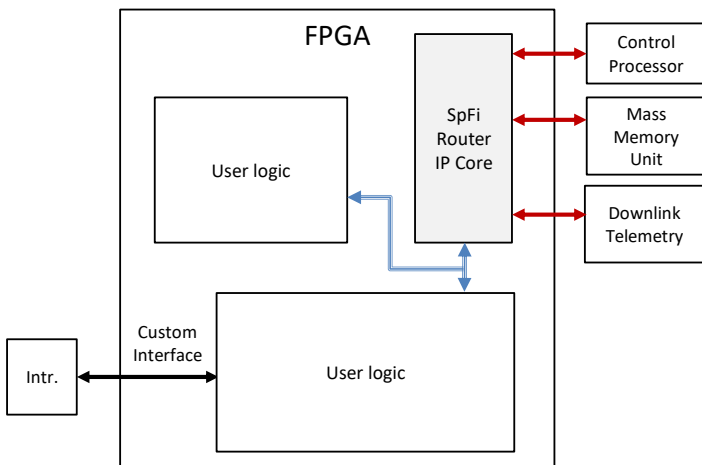 FPGA
SpFi
Router
IP Core
Control
Processor
Mass
Memory
Unit
User logic
Downlink
Telemetry
Custom
Interface
Intr.
User logic